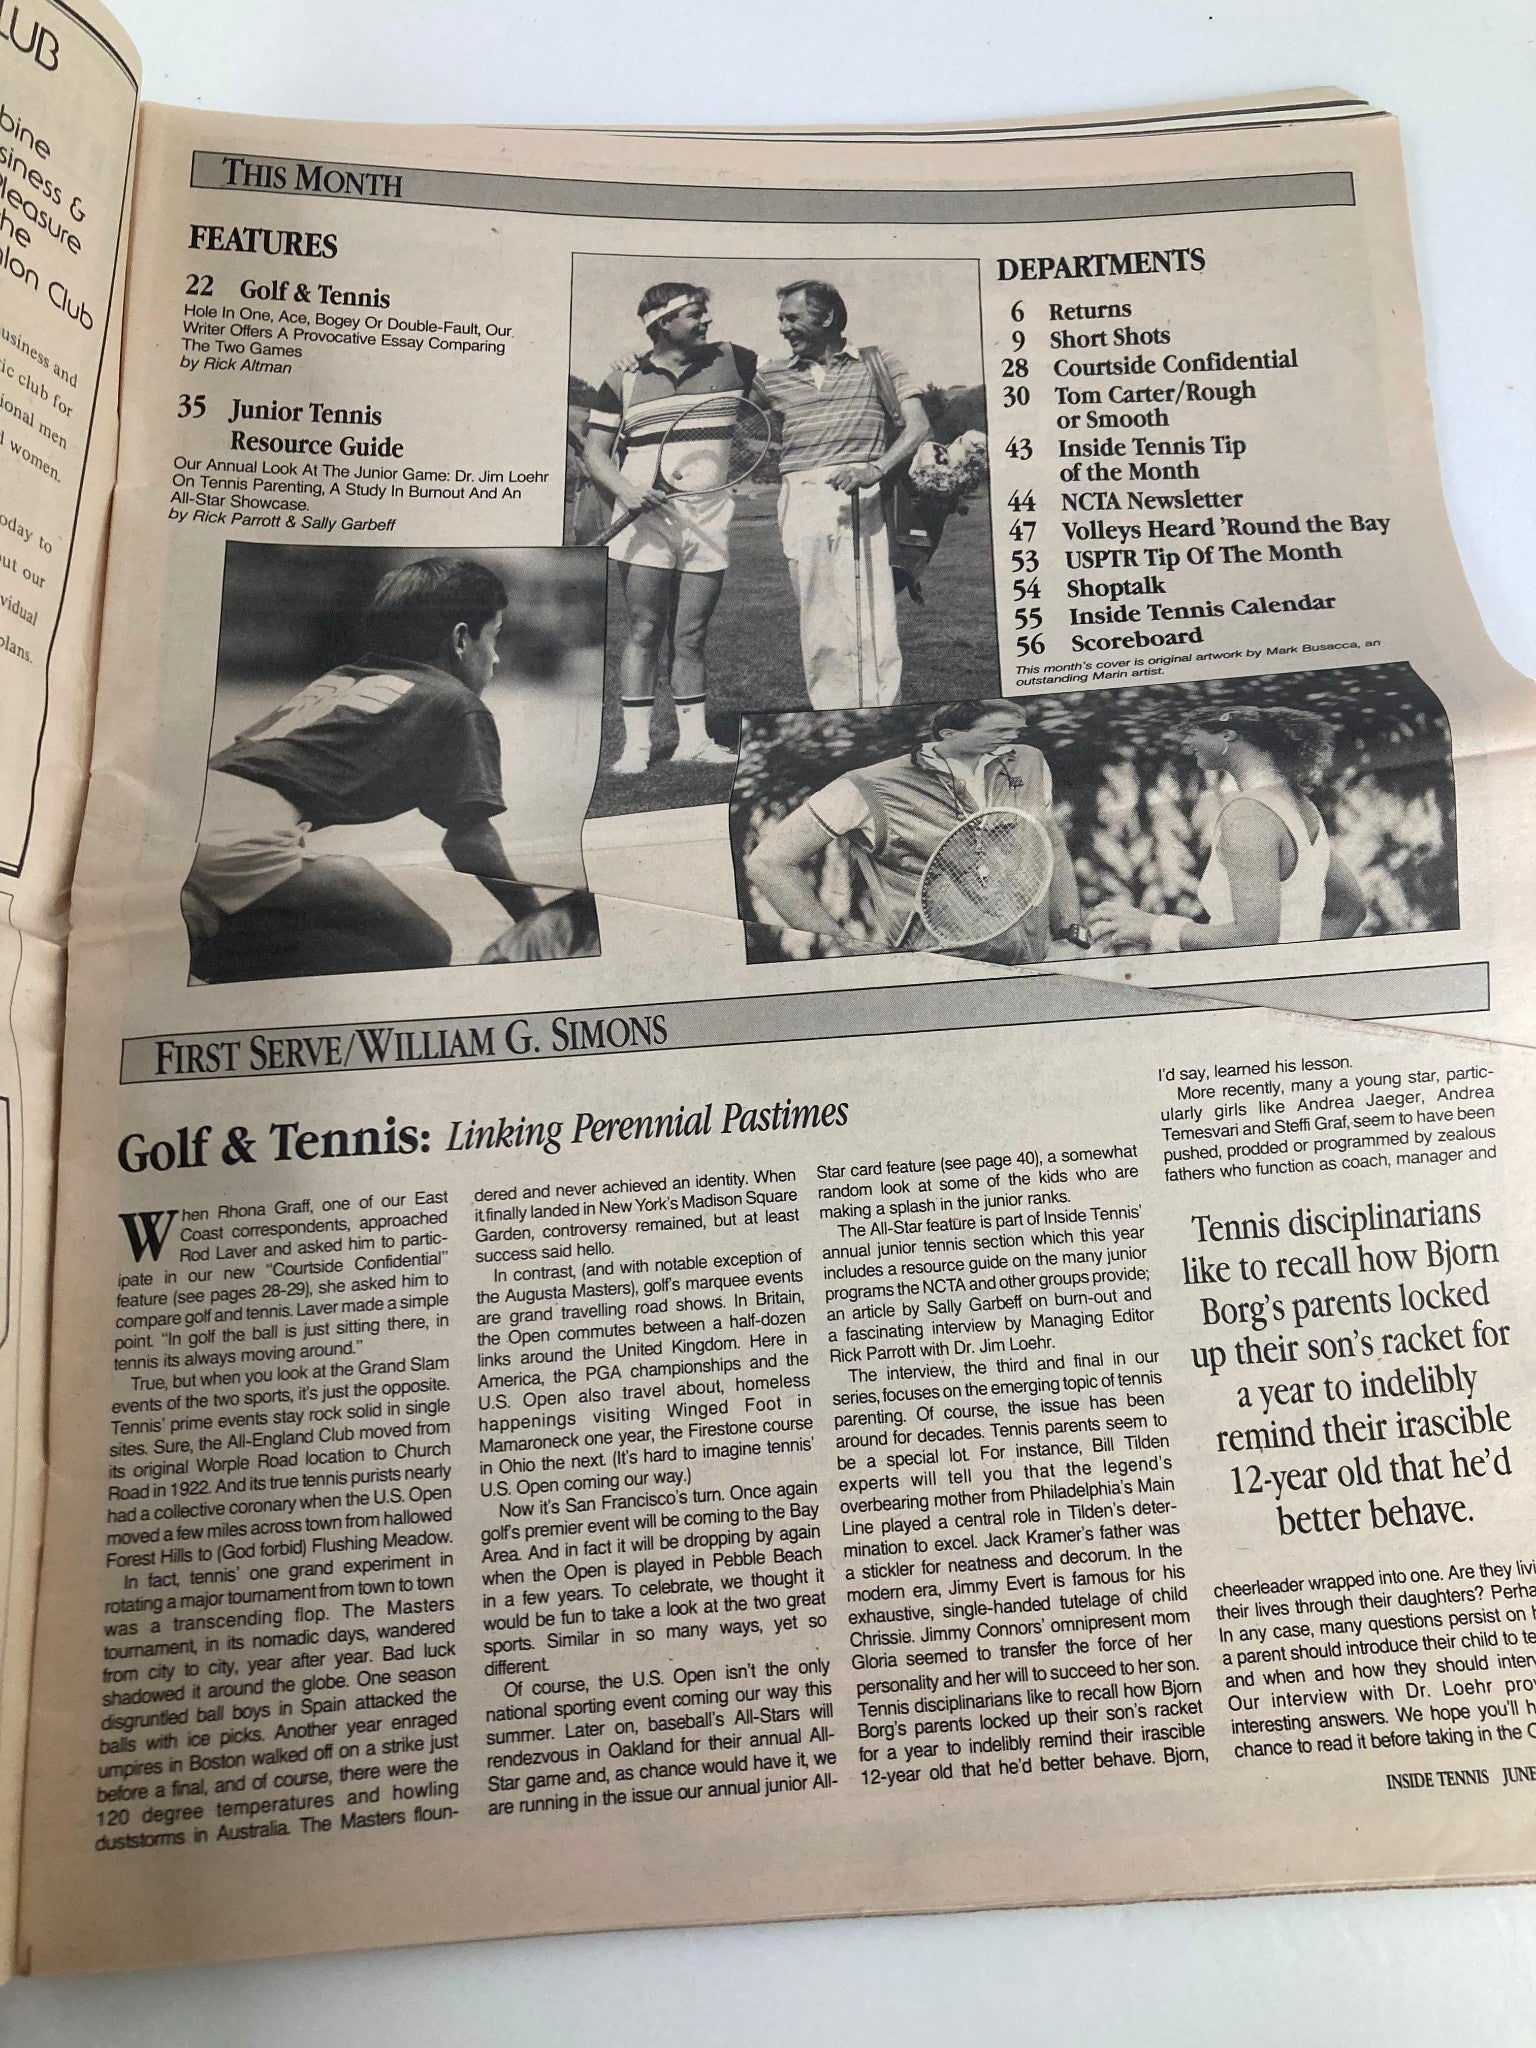 LUB
bine
siness &
Pleasure
he
lon Club
usiness and
ic club for
ional men
d women.
oday to
out our
vidual
plans.
THIS MONTH
FEATURES
22 Golf & Tennis
Hole In One, Ace, Bogey Or Double-Fault, Our
Writer Offers A Provocative Essay Comparing
The Two Games
by Rick Altman
35 Junior Tennis
Resource Guide
Our Annual Look At The Junior Game: Dr. Jim Loehr
On Tennis Parenting, A Study In Burnout And An
All-Star Showcase.
by Rick Parrott & Sally Garbeff
DEPARTMENTS
6 Returns
9 Short Shots
28 Courtside Confidential
30 Tom Carter/Rough
or Smooth
43 Inside Tennis Tip
of the Month
44 NCTA Newsletter
47 Volleys Heard 'Round the Bay
53 USPTR Tip Of The Month
54 Shoptalk
55 Inside Tennis Calendar
56 Scoreboard
This month's cover is original artwork by Mark Busacca, an
outstanding Marin artist.
FIRST SERVE/WILLIAM G. SIMONS
Golf & Tennis: Linking Perennial Pastimes
When Rhona Graff, one of our East
Coast correspondents, approached
Rod Laver and asked him to partic-
ipate in our new "Courtside Confidential"
feature (see pages 28-29), she asked him to
compare golf and tennis. Laver made a simple
point. "In golf the ball is just sitting there, in
tennis its always moving around."
True, but when you look at the Grand Slam
events of the two sports, it's just the opposite.
Tennis' prime events stay rock solid in single
sites. Sure, the All-England Club moved from
its original Worple Road location to Church
Road in 1922. And its true tennis purists nearly
had a collective coronary when the U.S. Open
moved a few miles across town from hallowed
Forest Hills to (God forbid) Flushing Meadow.
In fact, tennis' one grand experiment in
rotating a major tournament from town to town
was a transcending flop. The Masters
tournament, in its nomadic days, wandered
from city to city, year after year. Bad luck
shadowed it around the globe. One season
disgruntled ball boys in Spain attacked the
balls with ice picks. Another year enraged
umpires in Boston walked off on a strike just
before a final, and of course, there were the
120 degree temperatures and howling
duststorms in Australia. The Masters floun-
dered and never achieved an identity. When
it finally landed in New York's Madison Square
Garden, controversy remained, but at least
success said hello.
In contrast, (and with notable exception of
the Augusta Masters), golf's marquee events
are grand travelling road shows. In Britain,
the Open commutes between a half-dozen
links around the United Kingdom. Here in
America, the PGA championships and the
U.S. Open also travel about, homeless
happenings visiting Winged Foot in
Mamaroneck one year, the Firestone course
in Ohio the next. (It's hard to imagine tennis'
U.S. Open coming our way.)
Now it's San Francisco's turn. Once again
golf's premier event will be coming to the Bay
Area. And in fact it will be dropping by again
when the Open is played in Pebble Beach
in a few years. To celebrate, we thought it
would be fun to take a look at the two great
sports. Similar in so many ways, yet so
different.
Of course, the U.S. Open isn't the only
national sporting event coming our way this
summer. Later on, baseball's All-Stars will
rendezvous in Oakland for their annual All-
Star game and, as chance would have it, we
are running in the issue our annual junior All-
Star card feature (see page 40), a somewhat
random look at some of the kids who are
making a splash in the junior ranks.
The All-Star feature is part of Inside Tennis'
annual junior tennis section which this year
includes a resource guide on the many junior
programs the NCTA and other groups provide;
an article by Sally Garbeff on burn-out and
a fascinating interview by Managing Editor
Rick Parrott with Dr. Jim Loehr.
The interview, the third and final in our
series, focuses on the emerging topic of tennis
parenting. Of course, the issue has been
around for decades. Tennis parents seem to
be a special lot. For instance, Bill Tilden
experts will tell you that the legend's
overbearing mother from Philadelphia's Main
Line played a central role in Tilden's deter-
mination to excel. Jack Kramer's father was
a stickler for neatness and decorum. In the
modern era, Jimmy Evert is famous for his
exhaustive, single-handed tutelage of child
Chrissie. Jimmy Connors' omnipresent mom
Gloria seemed to transfer the force of her
personality and her will to succeed to her son.
Tennis disciplinarians like to recall how Bjorn
Borg's parents locked up their son's racket
for a year to indelibly remind their irascible
12-year old that he'd better behave. Bjorn,
I'd say, learned his lesson.
More recently, many a young star, partic-
ularly girls like Andrea Jaeger, Andrea
Temesvari and Steffi Graf, seem to have been
pushed, prodded or programmed by zealous
fathers who function as coach, manager and
Tennis disciplinarians
like to recall how Bjorn
Borg's parents locked
up their son's racket for
a year to indelibly
remind their irascible
12-year old that he'd
better behave.
cheerleader wrapped into one. Are they livi
their lives through their daughters? Perha
In any case, many questions persist on h
a parent should introduce their child to te
and when and how they should inter
Our interview with Dr. Loehr prov
interesting answers. We hope you'll h
chance to read it before taking in the O
INSIDE TENNIS JUNE